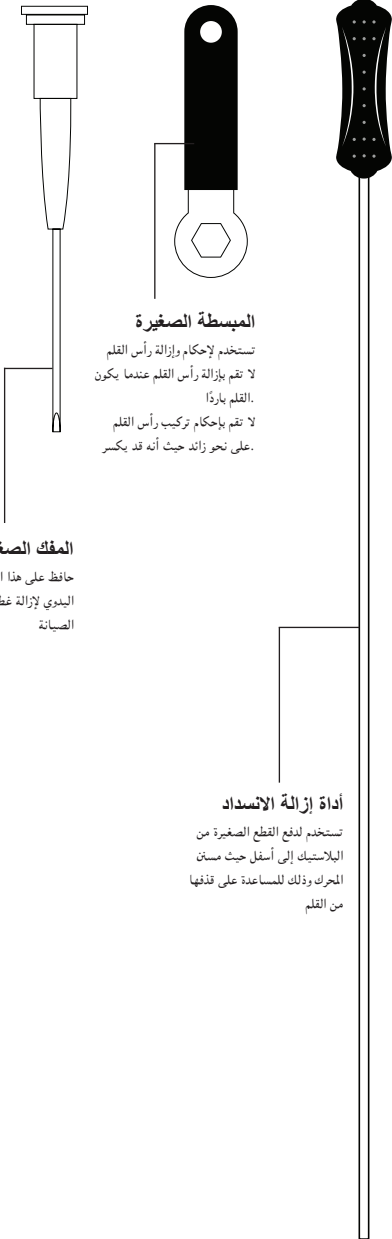 المبسطة الصغيرة
تستخدم لإحكام وإزالة رأس القلم
لا تقم بإزالة رأس القلم عندما يكون
القلم باردًا.
لا تقم بإحكام تركيب رأس القلم
على نحو زائد حيث أنه قد يكسر.
المفك
حافظ على هذا
اليدوي لإزالة
الصيانة
أداة إزالة الانسداد
تستخدم لدفع القطع الصغيرة من
البلاستيك إلى أسفل حيث مسنن
المحرك وذلك للمساعدة على قذفها
من القلم